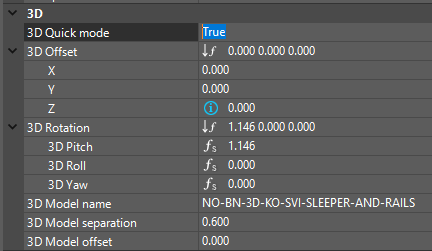 3D
3D Quick mode True
3D Offset 0.000 0.000 0.000
X 0.000
Y 0.000
Z 0.000
3D Rotation 1.146 0.000 0.000
3D Pitch 1.146
3D Roll 0.000
3D Yaw 0.000
3D Model name NO-BN-3D-KO-SVI-SLEEPER-AND-RAILS
3D Model separation 0.600
3D Model offset 0.000